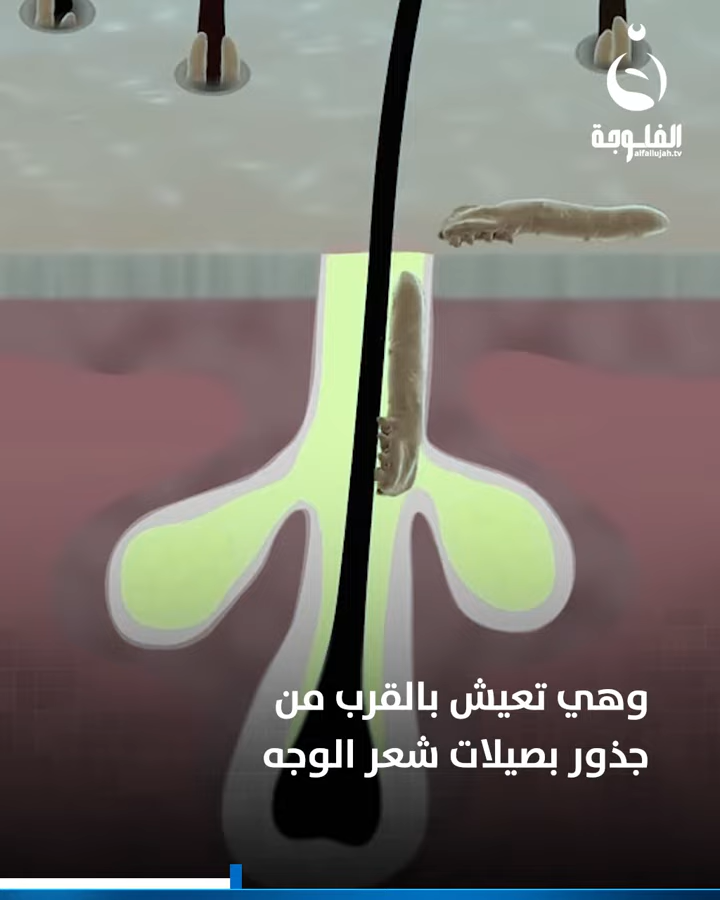 الفلوجة
alfallujah.tv
وهي تعيش بالقرب من
جذور بصيلات شعر الوجه